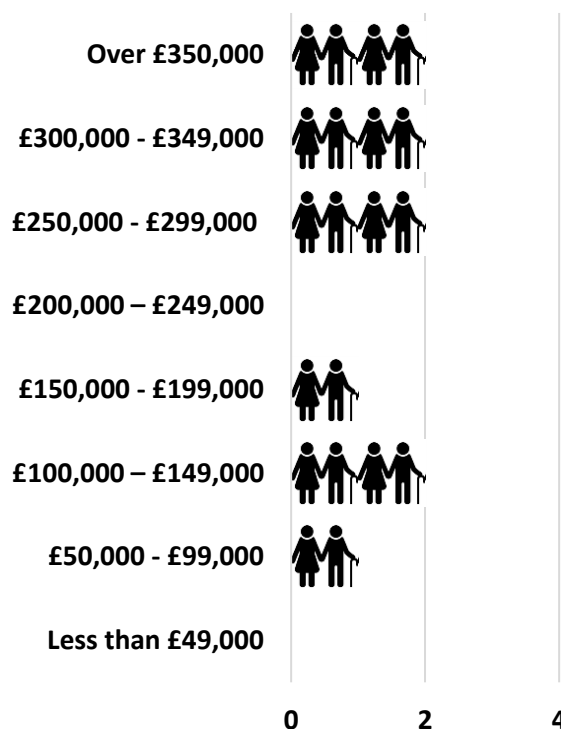 Over £350,000
£300,000 - £349,000
£250,000 - £299,000
£200,000 – £249,000
£150,000 - £199,000
£100,000 – £149,000
£50,000 - £99,000
Less than £49,000
0 2 4